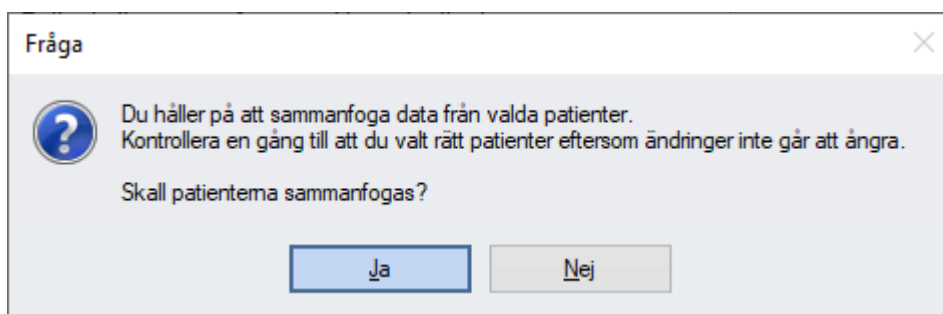 Fråga
Du håller på att sammanfoga data från valda patienter.
Kontrollera en gång till att du valt rätt patienter eftersom ändringer inte går att ångra.
Skall patienterna sammanfogas?
Ja
Nej